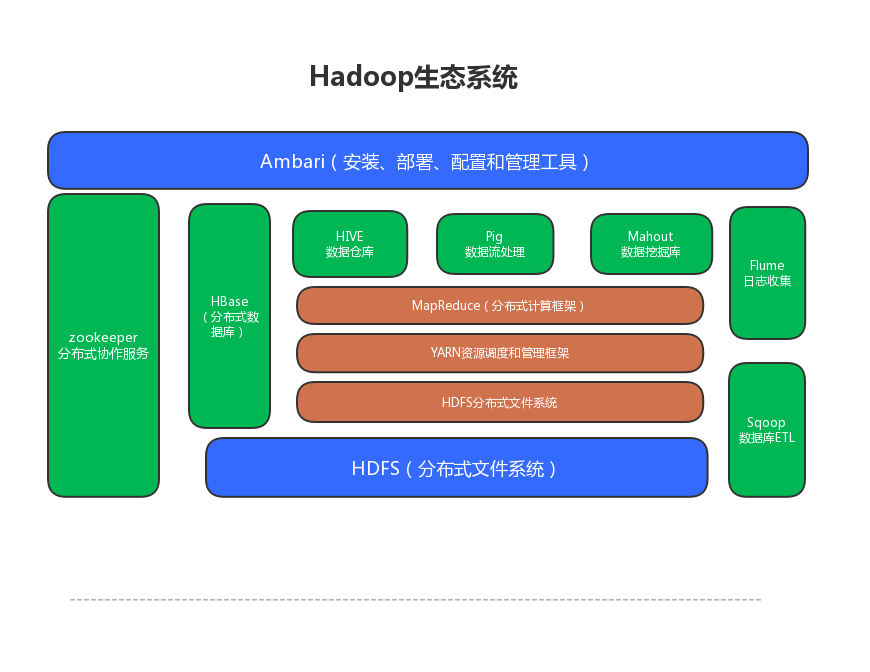 Hadoop生态系统
Ambari（安装、部署、配置和管理工具）
zookeeper
分布式协作服务
HBase
（分布式数
据库）
HIVE
数据仓库
Pig
数据流处理
Mahout
数据挖掘库
MapReduce（分布式计算框架）
YARN资源调度和管理框架
HDFS分布式文件系统
HDFS（分布式文件系统）
Flume
日志收集
Sqoop
数据库ETL